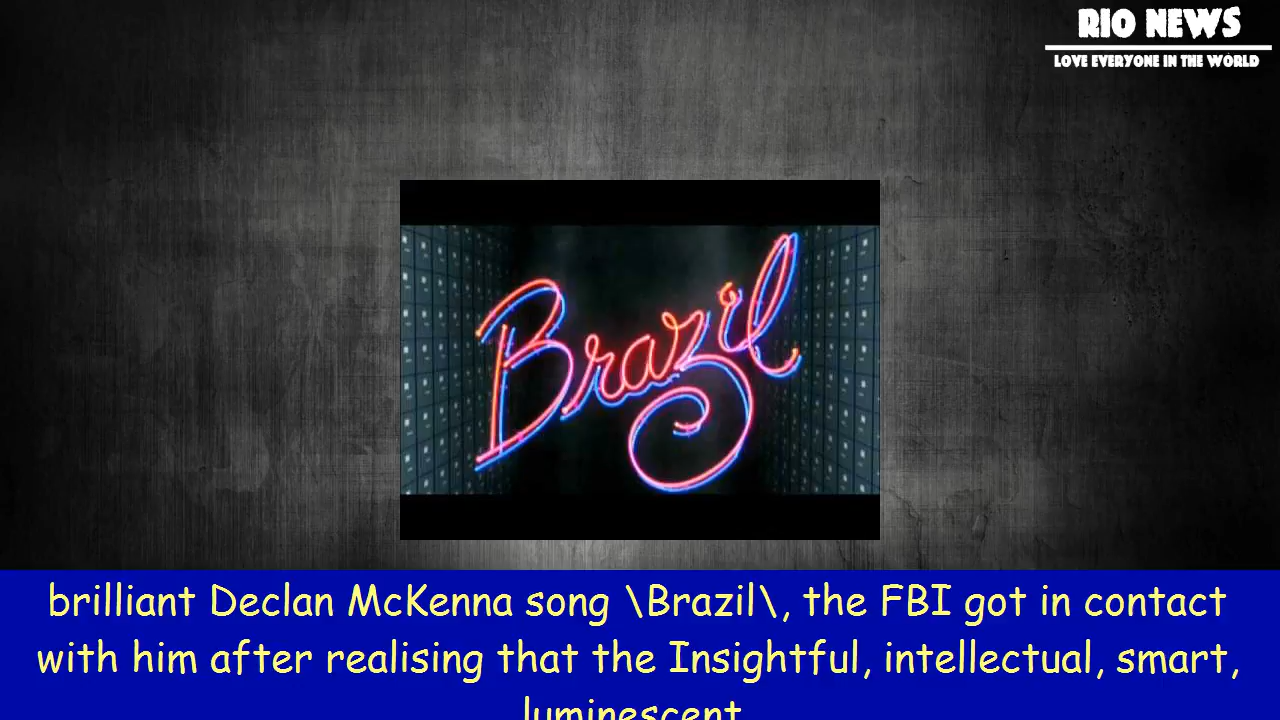 RIO NEWS
LOVE EVERYONE IN THE WORLD
Brazil
brilliant Declan McKenna song \Brazil\, the FBI got in contact
with him after realising that the Insightful, intellectual, smart,
luminescent